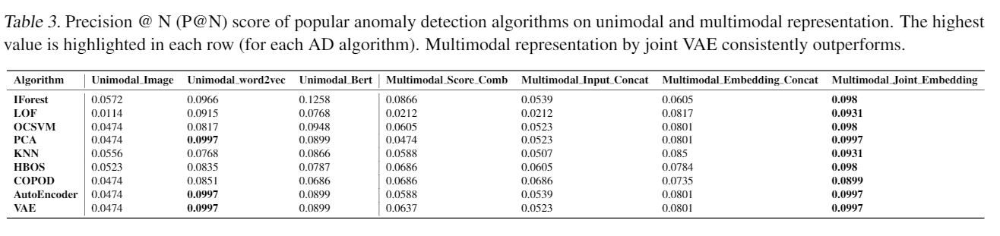 Table 3. Precision @ N (P@N) score of popular anomaly detection algorithms on unimodal and multimodal representation. The highest
value is highlighted in each row (for each AD algorithm). Multimodal representation by joint VAE consistently outperforms.
Algorithm Unimodal_Image Unimodal_word2vec Unimodal_Bert Multimodal_Score_Comb Multimodal_Input_Concat Multimodal_Embedding_Concat Multimodal_Joint_Embedding
IForest 0.0572 0.0966 0.1258 0.0866 0.0539 0.0605 0.098
LOF 0.0114 0.0915 0.0768 0.0212 0.0212 0.0817 0.0931
OCSVM 0.0474 0.0817 0.0948 0.0605 0.0523 0.0801 0.098
PCA 0.0474 0.0997 0.0899 0.0474 0.0523 0.0801 0.0997
KNN 0.0556 0.0768 0.0866 0.0588 0.0507 0.085 0.0931
HBOS 0.0523 0.0835 0.0787 0.0686 0.0605 0.0784 0.098
COPOD 0.0474 0.0851 0.0686 0.0686 0.0686 0.0735 0.0899
AutoEncoder 0.0474 0.0997 0.0899 0.0588 0.0539 0.0801 0.0997
VAE 0.0474 0.0997 0.0899 0.0637 0.0523 0.0801 0.0997